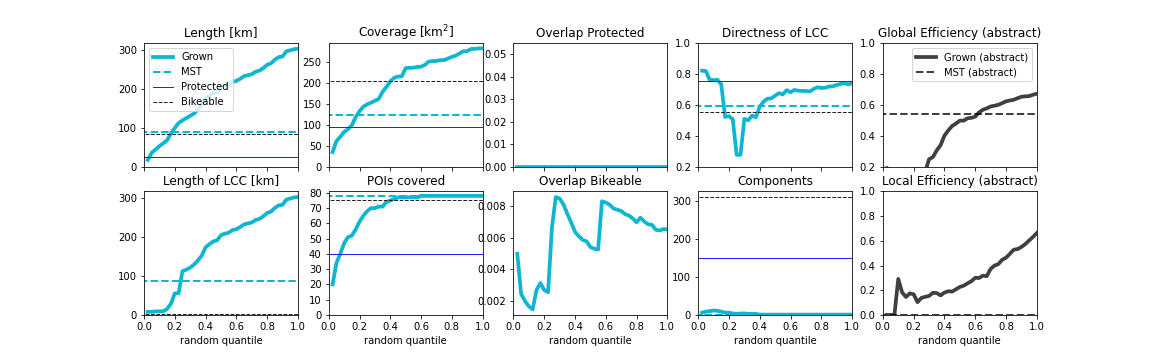 Length [km]
Coverage [km²]
Overlap Protected
Directness of LCC
Global Efficiency (abstract)
300
200
100
0
Grown
MST
Protected
Bikeable
250
200
150
100
50
0
0.05
0.04
0.03
0.02
0.01
0.00
1.0
0.8
0.6
0.4
0.2
1.0
0.8
0.6
0.4
0.2
Grown (abstract)
MST (abstract)
Length of LCC [km]
POIs covered
Overlap Bikeable
Components
Local Efficiency (abstract)
300
200
100
0
80
70
60
50
40
30
20
10
0
0.008
0.006
0.004
0.002
300
200
100
0
1.0
0.8
0.6
0.4
0.2
0.0
0.0 0.2 0.4 0.6 0.8 1.0
0.0 0.2 0.4 0.6 0.8 1.0
0.0 0.2 0.4 0.6 0.8 1.0
0.0 0.2 0.4 0.6 0.8 1.0
0.0 0.2 0.4 0.6 0.8 1.0
random quantile
random quantile
random quantile
random quantile
random quantile